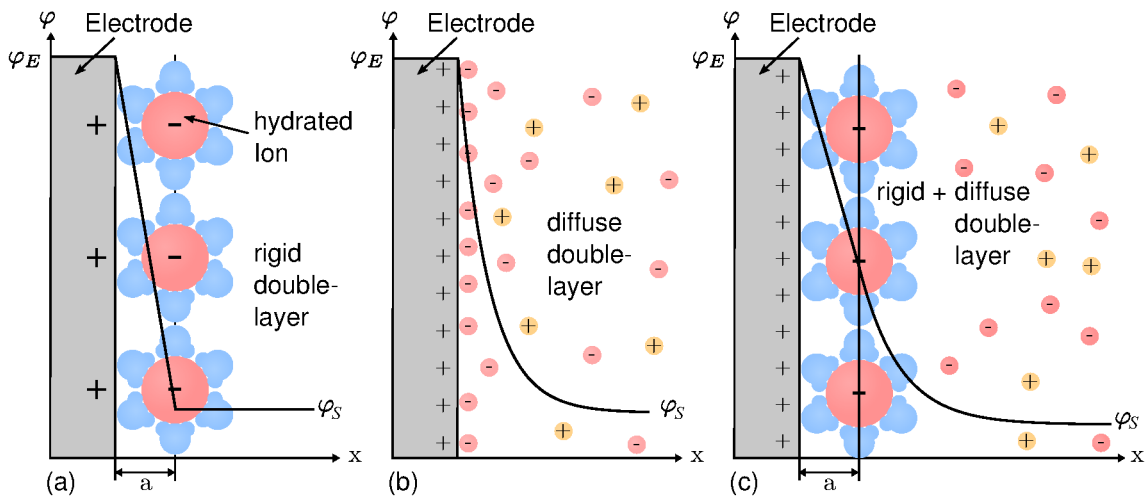 φ
Electrode
φE
+
-
hydrated
Ion
+
-
rigid
double-
layer
+
-
φS
x
(a)
a
φ
Electrode
φE
diffuse
double-
layer
φS
x
(b)
φ
Electrode
φE
rigid + diffuse
double-
layer
φS
x
(c)
a